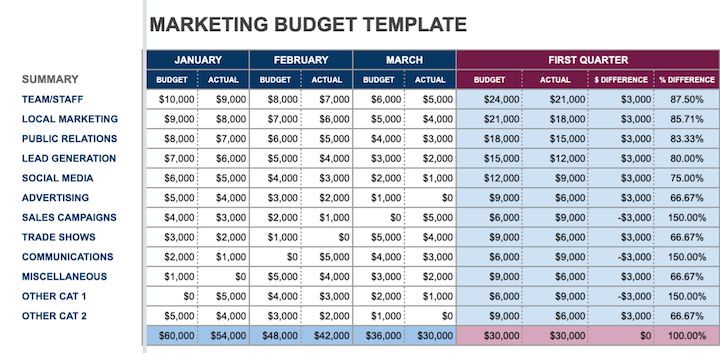 MARKETING BUDGET TEMPLATE
JANUARY FEBRUARY MARCH FIRST QUARTER
SUMMARY BUDGET ACTUAL BUDGET ACTUAL BUDGET ACTUAL BUDGET ACTUAL $ DIFFERENCE % DIFFERENCE
TEAM/STAFF $10,000 $9,000 $8,000 $7,000 $6,000 $5,000 $24,000 $21,000 $3,000 87.50%
LOCAL MARKETING $9,000 $8,000 $7,000 $6,000 $5,000 $4,000 $21,000 $18,000 $3,000 85.71%
PUBLIC RELATIONS $8,000 $7,000 $6,000 $5,000 $4,000 $3,000 $18,000 $15,000 $3,000 83.33%
LEAD GENERATION $7,000 $6,000 $5,000 $4,000 $3,000 $2,000 $15,000 $12,000 $3,000 80.00%
SOCIAL MEDIA $6,000 $5,000 $4,000 $3,000 $2,000 $1,000 $12,000 $9,000 $3,000 75.00%
ADVERTISING $5,000 $4,000 $3,000 $2,000 $1,000 $0 $9,000 $6,000 $3,000 66.67%
SALES CAMPAIGNS $4,000 $3,000 $2,000 $1,000 $0 $5,000 $6,000 $9,000 -$3,000 150.00%
TRADE SHOWS $3,000 $2,000 $1,000 $0 $5,000 $4,000 $9,000 $6,000 $3,000 66.67%
COMMUNICATIONS $2,000 $1,000 $0 $5,000 $4,000 $3,000 $6,000 $9,000 -$3,000 150.00%
MISCELLANEOUS $1,000 $0 $5,000 $4,000 $3,000 $2,000 $9,000 $6,000 $3,000 66.67%
OTHER CAT 1 $0 $5,000 $4,000 $3,000 $2,000 $1,000 $6,000 $9,000 -$3,000 150.00%
OTHER CAT 2 $5,000 $4,000 $3,000 $2,000 $1,000 $0 $9,000 $6,000 $3,000 66.67%
$60,000 $54,000 $48,000 $42,000 $36,000 $30,000 $30,000 $30,000 $0 100.00%